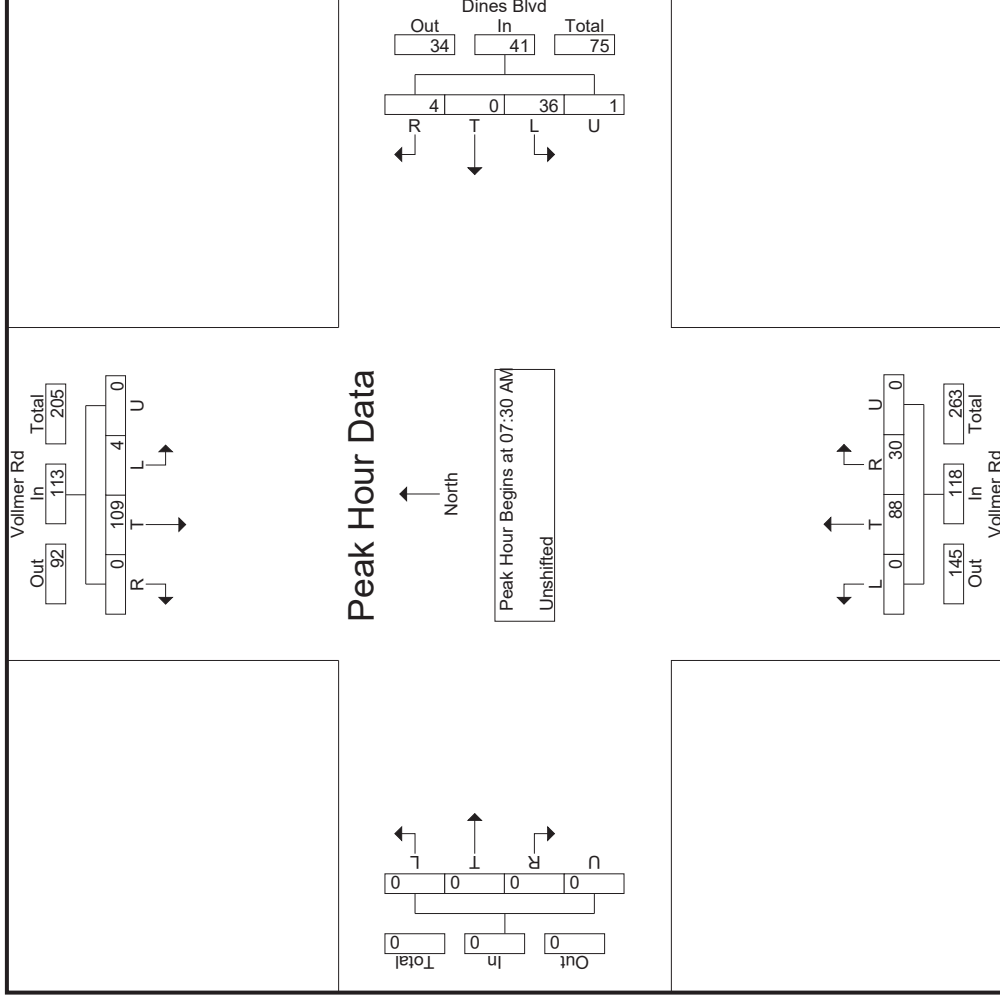 Dines Blvd
Out In Total
34 41 75
4 0 36 1
R T L U
Vollmer Rd
Out In Total
92 113 205
0 109 4 0
R T L U
Peak Hour Data
North
Peak Hour Begins at 07:30 AM
Unshifted
L T R U
0 88 30 0
145 118 263
Out In Total
Vollmer Rd
L T R U
0 0 0 0
0 0 0
Total In Out